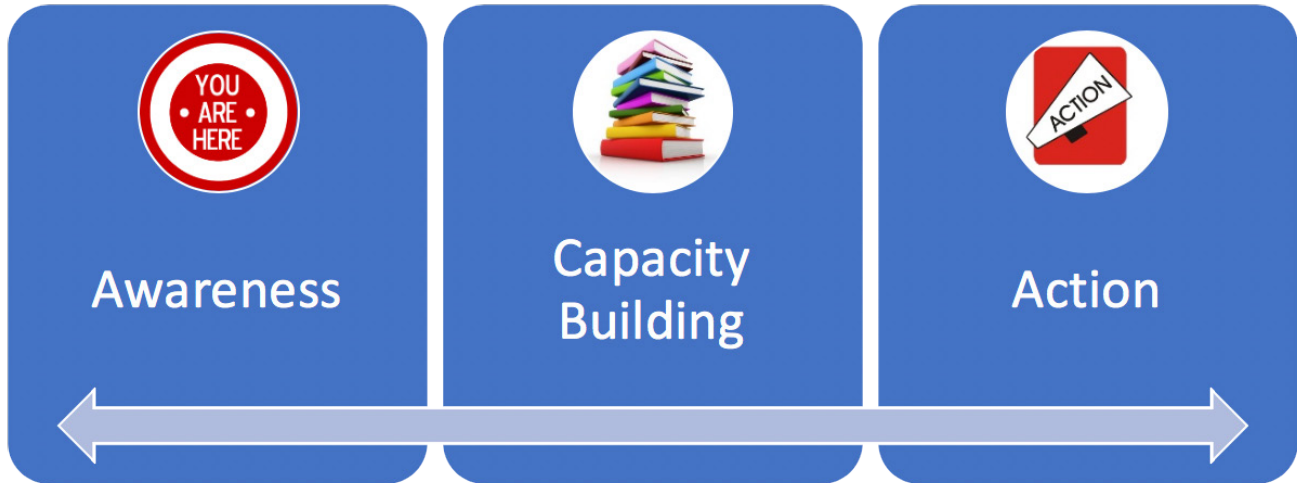 YOU
• ARE •
HERE
Awareness
Capacity
Building
ACTION
Action